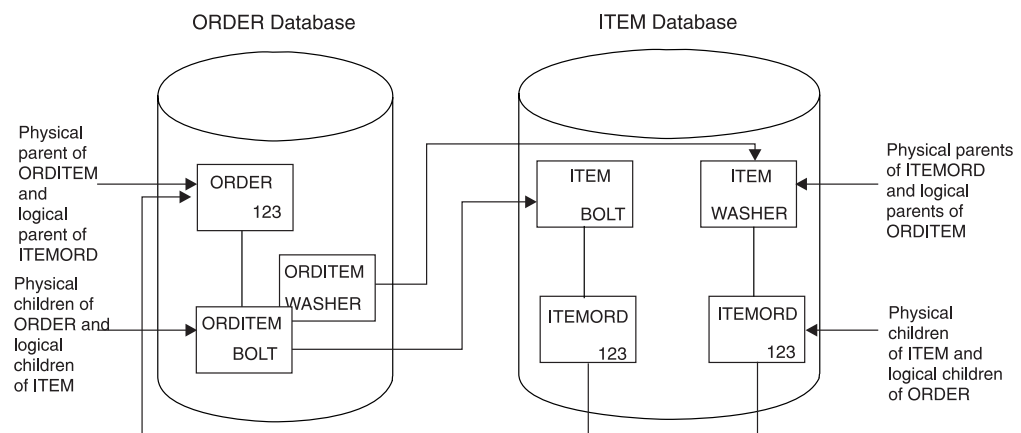 ORDER Database
ITEM Database
Physical
parent of
ORDITEM
and
logical
parent of
ITEMORD
ORDER
123
ITEM
BOLT
ITEM
WASHER
Physical parents
of ITEMORD
and logical
parents of
ORDITEM
Physical
children of
ORDER and
logical
children
of ITEM
ORDITEM
WASHER
ORDITEM
BOLT
ITEMORD
123
ITEMORD
123
Physical
children
of ITEM and
logical children
of ORDER